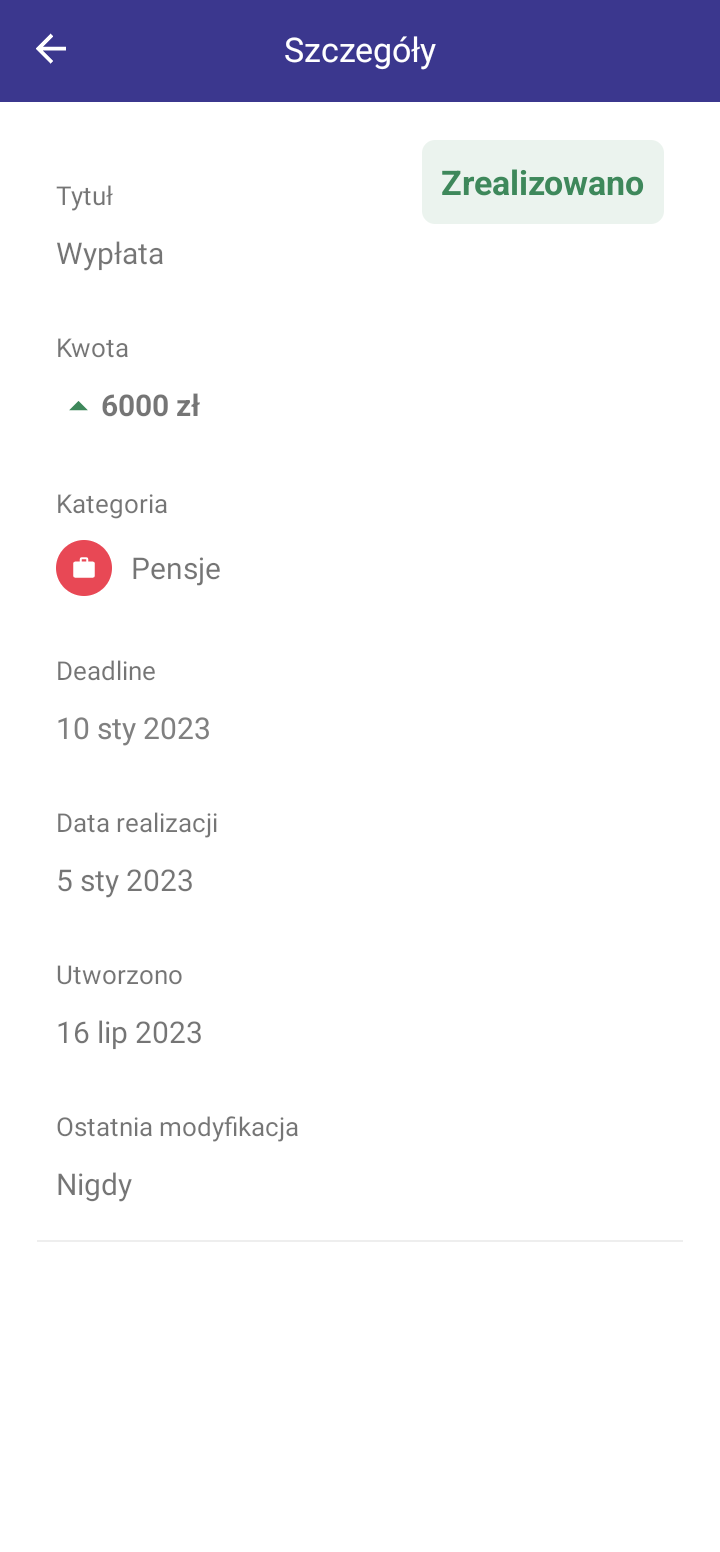 Szczegóły
Zrealizowano
Tytuł
Wypłata
Kwota
6000 zł
Kategoria
Pensje
Deadline
10 sty 2023
Data realizacji
5 sty 2023
Utworzono
16 lip 2023
Ostatnia modyfikacja
Nigdy